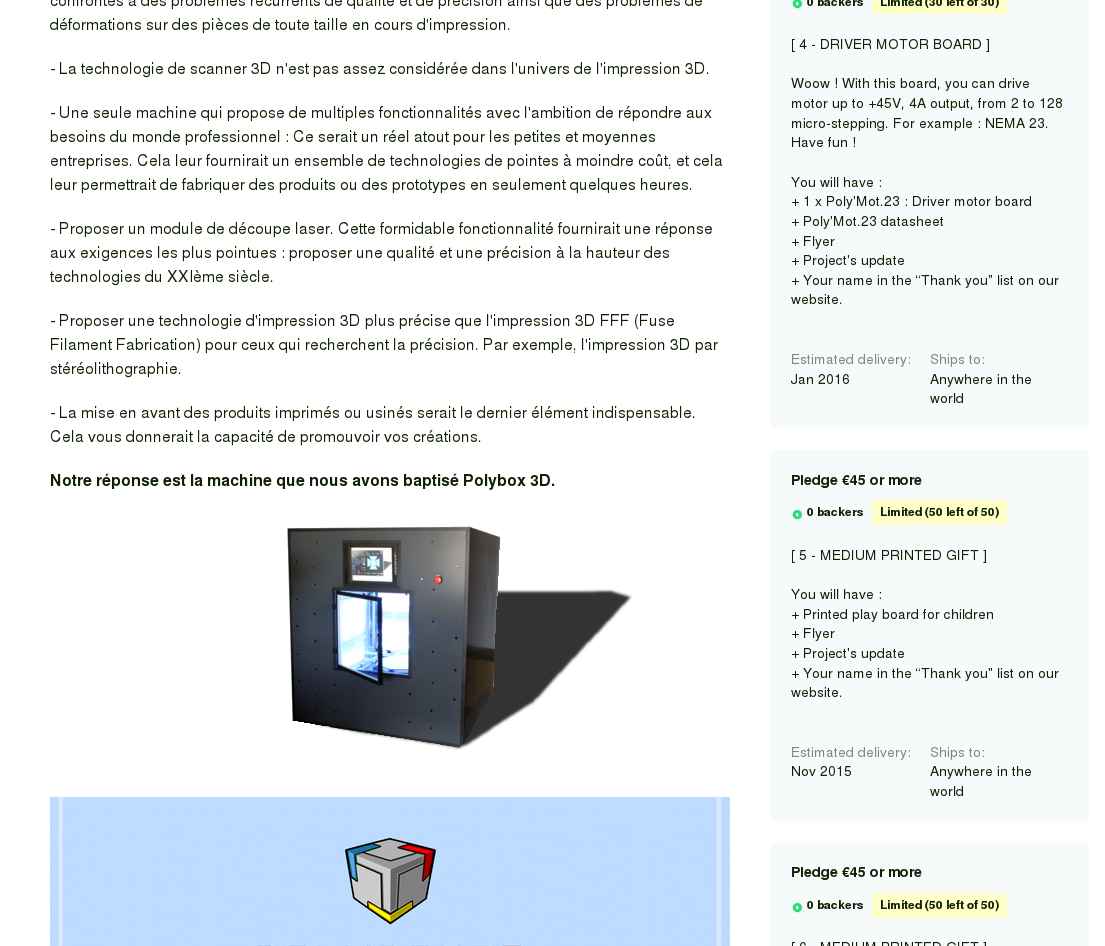 confrontés à des problèmes récurrents de qualité et de précision ainsi que des problèmes de
déformations sur des pièces de toute taille en cours d'impression.
- La technologie de scanner 3D n'est pas assez considérée dans l'univers de l'impression 3D.
- Une seule machine qui propose de multiples fonctionnalités avec l'ambition de répondre aux
besoins du monde professionnel : Ce serait un réel atout pour les petites et moyennes
entreprises. Cela leur fournirait un ensemble de technologies de pointes à moindre coût, et cela
leur permettrait de fabriquer des produits ou des prototypes en seulement quelques heures.
- Proposer un module de découpe laser. Cette formidable fonctionnalité fournirait une réponse
aux exigences les plus pointues : proposer une qualité et une précision à la hauteur des
technologies du XXIème siècle.
- Proposer une technologie d'impression 3D plus précise que l'impression 3D FFF (Fuse
Filament Fabrication) pour ceux qui recherchent la précision. Par exemple, l'impression 3D par
stéréolithographie.
- La mise en avant des produits imprimés ou usinés serait le dernier élément indispensable.
Cela vous donnerait la capacité de promouvoir vos créations.
Notre réponse est la machine que nous avons baptisé Polybox 3D.
0 backers Limited (30 left of 30)
[ 4 - DRIVER MOTOR BOARD ]
Woow ! With this board, you can drive
motor up to +45V, 4A output, from 2 to 128
micro-stepping. For example : NEMA 23.
Have fun !
You will have :
+ 1 x Poly'Mot.23 : Driver motor board
+ Poly'Mot.23 datasheet
+ Flyer
+ Project's update
+ Your name in the “Thank you” list on our
website.
Estimated delivery: Ships to:
Jan 2016 Anywhere in the
world
Pledge €45 or more
0 backers Limited (50 left of 50)
[ 5 - MEDIUM PRINTED GIFT ]
You will have :
+ Printed play board for children
+ Flyer
+ Project's update
+ Your name in the “Thank you” list on our
website.
Estimated delivery: Ships to:
Nov 2015 Anywhere in the
world
Pledge €45 or more
0 backers Limited (50 left of 50)
[ 6 - MEDIUM PRINTED GIFT ]